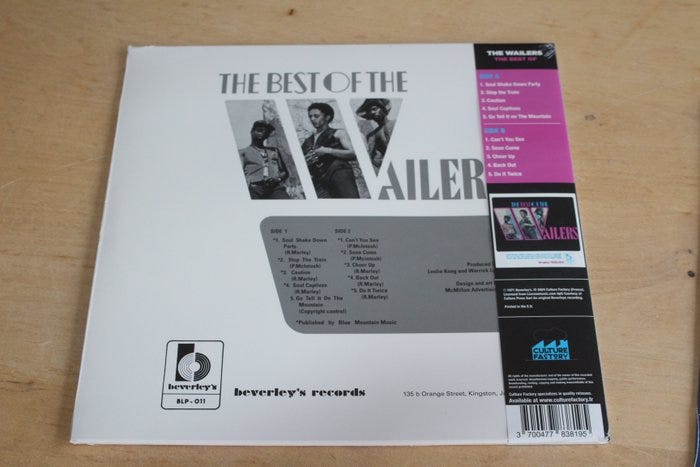 THE BEST OF THE
WAILER
SIDE 1
*1. Soul Shake Down
Party
(R.Marley)
*2. Stop The Train
(P.McIntosh)
*3 Caution
(R.Marley)
*4 Soul Captives
(R.Marley)
5. Go Tell It On The
Mountain
(Copyright control)
SIDE 2
*1. Can't You See
(P.McIntosh)
*2. Soon Come
(P.McIntosh)
*3 Cheer Up
(R.Marley)
*4. Back Out
(R.Marley)
*5. Do It Twice
(R.Marley)
*Published by Blue Mountain Music
Produced
Leslie Kong and Warrick L
Design and art
McMillan Advertis
beverley's
BLP - 011
beverley's records
135 b Orange Street, Kingston, J
THE WAILERS
THE BEST OF
SIDE A
1. Soul Shake Down Party
2. Stop the Train
3. Caution
4. Soul Captives
5. Go Tell It on The Mountain
SIDE B
1. Can't You See
2. Soon Come
3. Cheer Up
4. Back Out
5. Do It Twice
THE BEST OF THE
WAILERS
CULTURE
FACTORY
Culture Factory specializes in quality reissues.
Available at www.culturefactory.fr
3 700477 838195